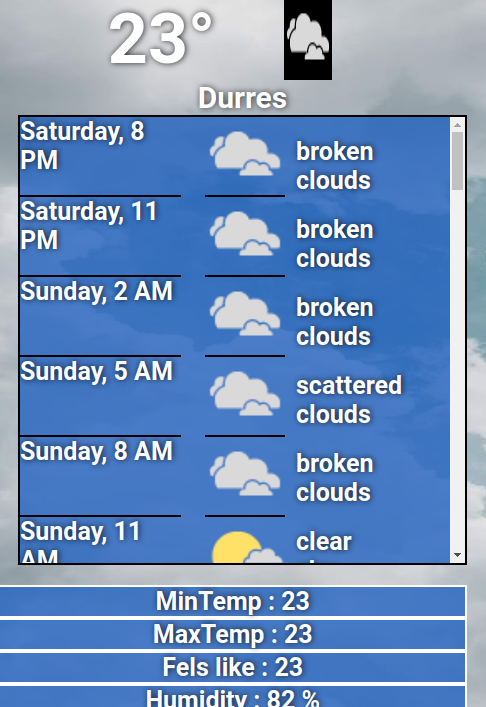 23°
Durres
Saturday, 8
PM
broken
clouds
Saturday, 11
PM
broken
clouds
Sunday, 2 AM
broken
clouds
Sunday, 5 AM
scattered
clouds
Sunday, 8 AM
broken
clouds
Sunday, 11
AM
clear
MinTemp : 23
MaxTemp : 23
Fels like : 23
Humidity : 82 %